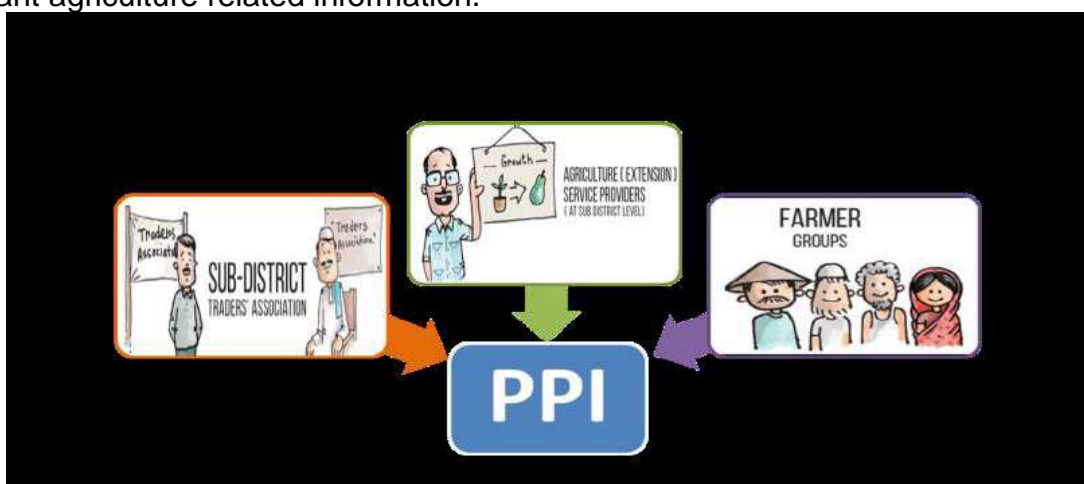 ant agriculture related information.
Growth
AGRICULTURE (EXTENSION)
SERVICE PROVIDERS
( AT SUB DISTRICT LEVEL)
Traders
Associati
"Traders
Association"
SUB-DISTRICT
TRADERS' ASSOCIATION
FARMER
GROUPS
PPI